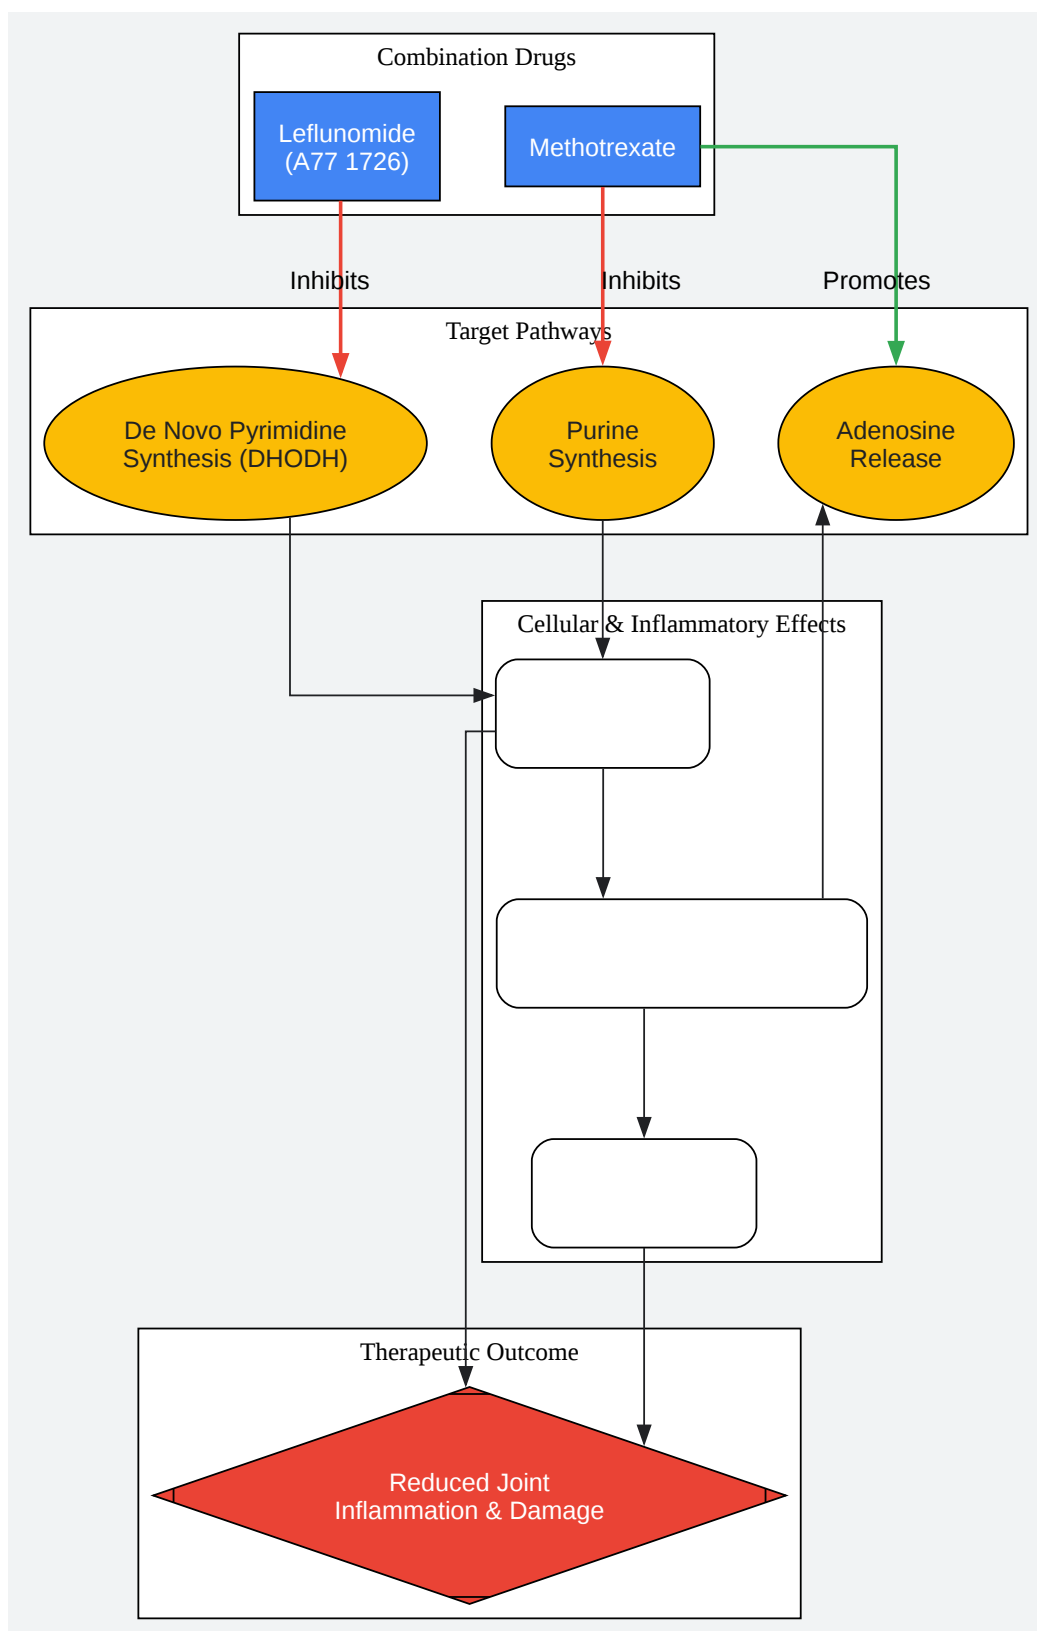 Combination Drugs
Leflunomide
(A77 1726)
Methotrexate
Inhibits
Inhibits
Promotes
Target Pathways
De Novo Pyrimidine
Synthesis (DHODH)
Purine
Synthesis
Adenosine
Release
Cellular & Inflammatory Effects
Therapeutic Outcome
Reduced Joint
Inflammation & Damage